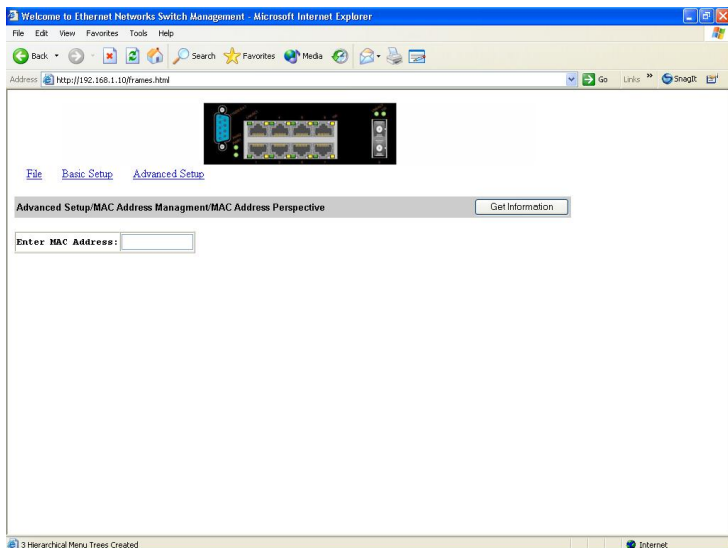 Welcome to Ethernet Networks Switch Management - Microsoft Internet Explorer
File Edit View Favorites Tools Help
Back Search Favorites Media
Address http://192.168.1.10/frames.html Go Links » SnagIt
File Basic Setup Advanced Setup
Advanced Setup/MAC Address Managment/MAC Address Perspective Get Information
Enter MAC Address:
3 Hierarchical Menu Trees Created Internet